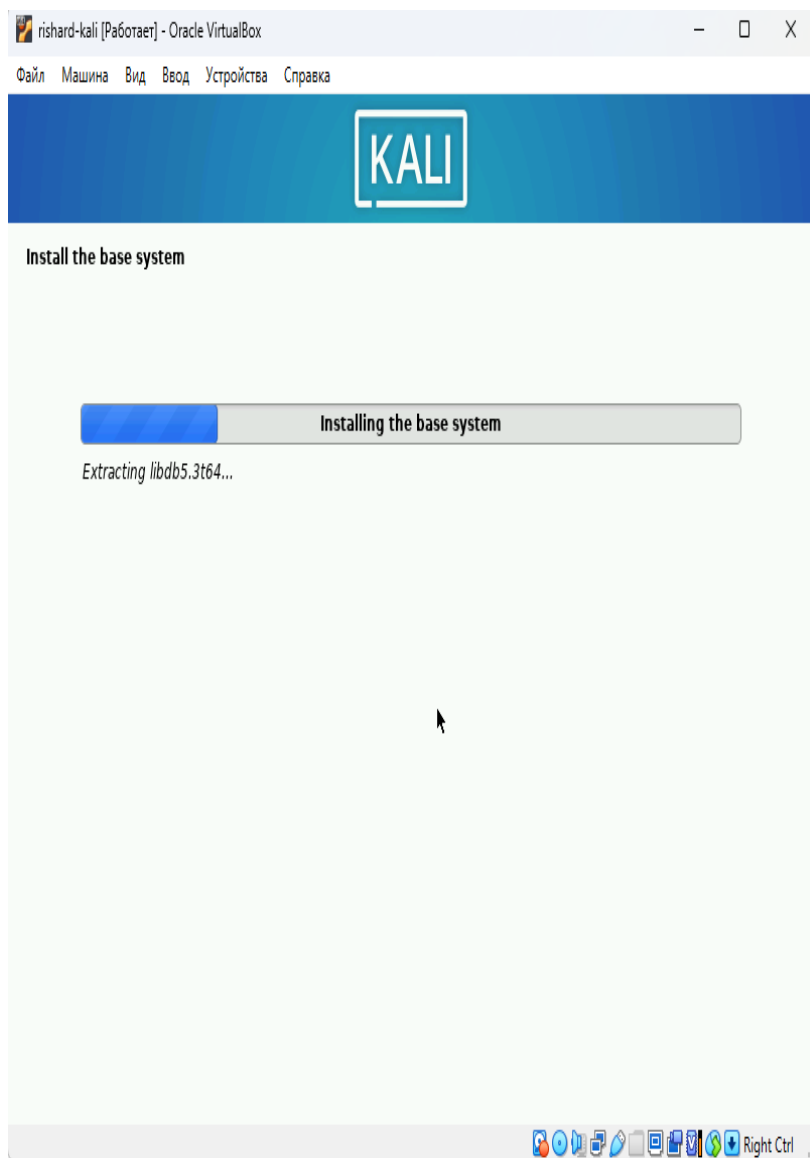 rishard-kali [Работает] - Oracle VirtualBox
Файл Машина Вид Ввод Устройства Справка
KALI
Install the base system
Installing the base system
Extracting libdb5.3t64...
Right Ctrl